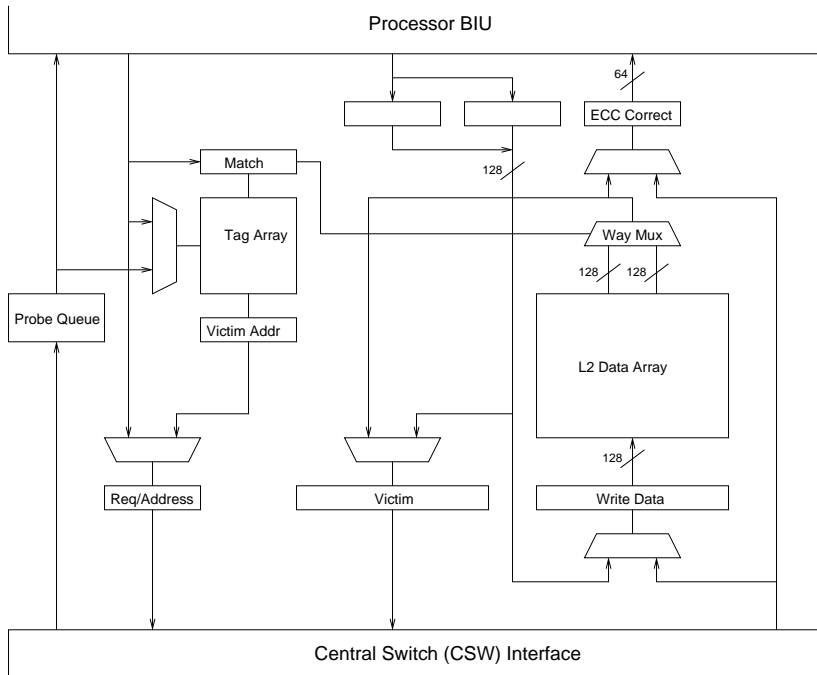 Processor BIU
64
ECC Correct
Match
128
Tag Array
Way Mux
128
128
Probe Queue
Victim Addr
L2 Data Array
128
Req/Address
Victim
Write Data
Central Switch (CSW) Interface